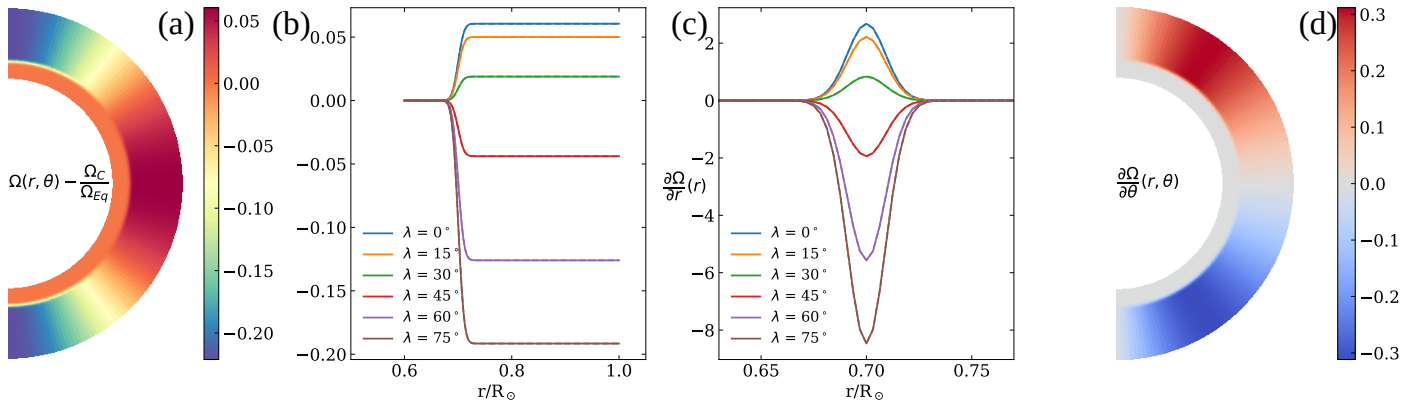 (a)
Ω(r, θ) − Ω_C/Ω_Eq
0.05
0.00
−0.05
−0.10
−0.15
−0.20
(b)
0.05
0.00
−0.05
−0.10
−0.15
−0.20
λ = 0°
λ = 15°
λ = 30°
λ = 45°
λ = 60°
λ = 75°
0.6
0.8
1.0
r/R⊙
(c)
∂Ω/∂r (r)
2
0
−2
−4
−6
−8
λ = 0°
λ = 15°
λ = 30°
λ = 45°
λ = 60°
λ = 75°
0.65
0.70
0.75
r/R⊙
(d)
∂Ω/∂θ (r, θ)
0.3
0.2
0.1
0.0
−0.1
−0.2
−0.3